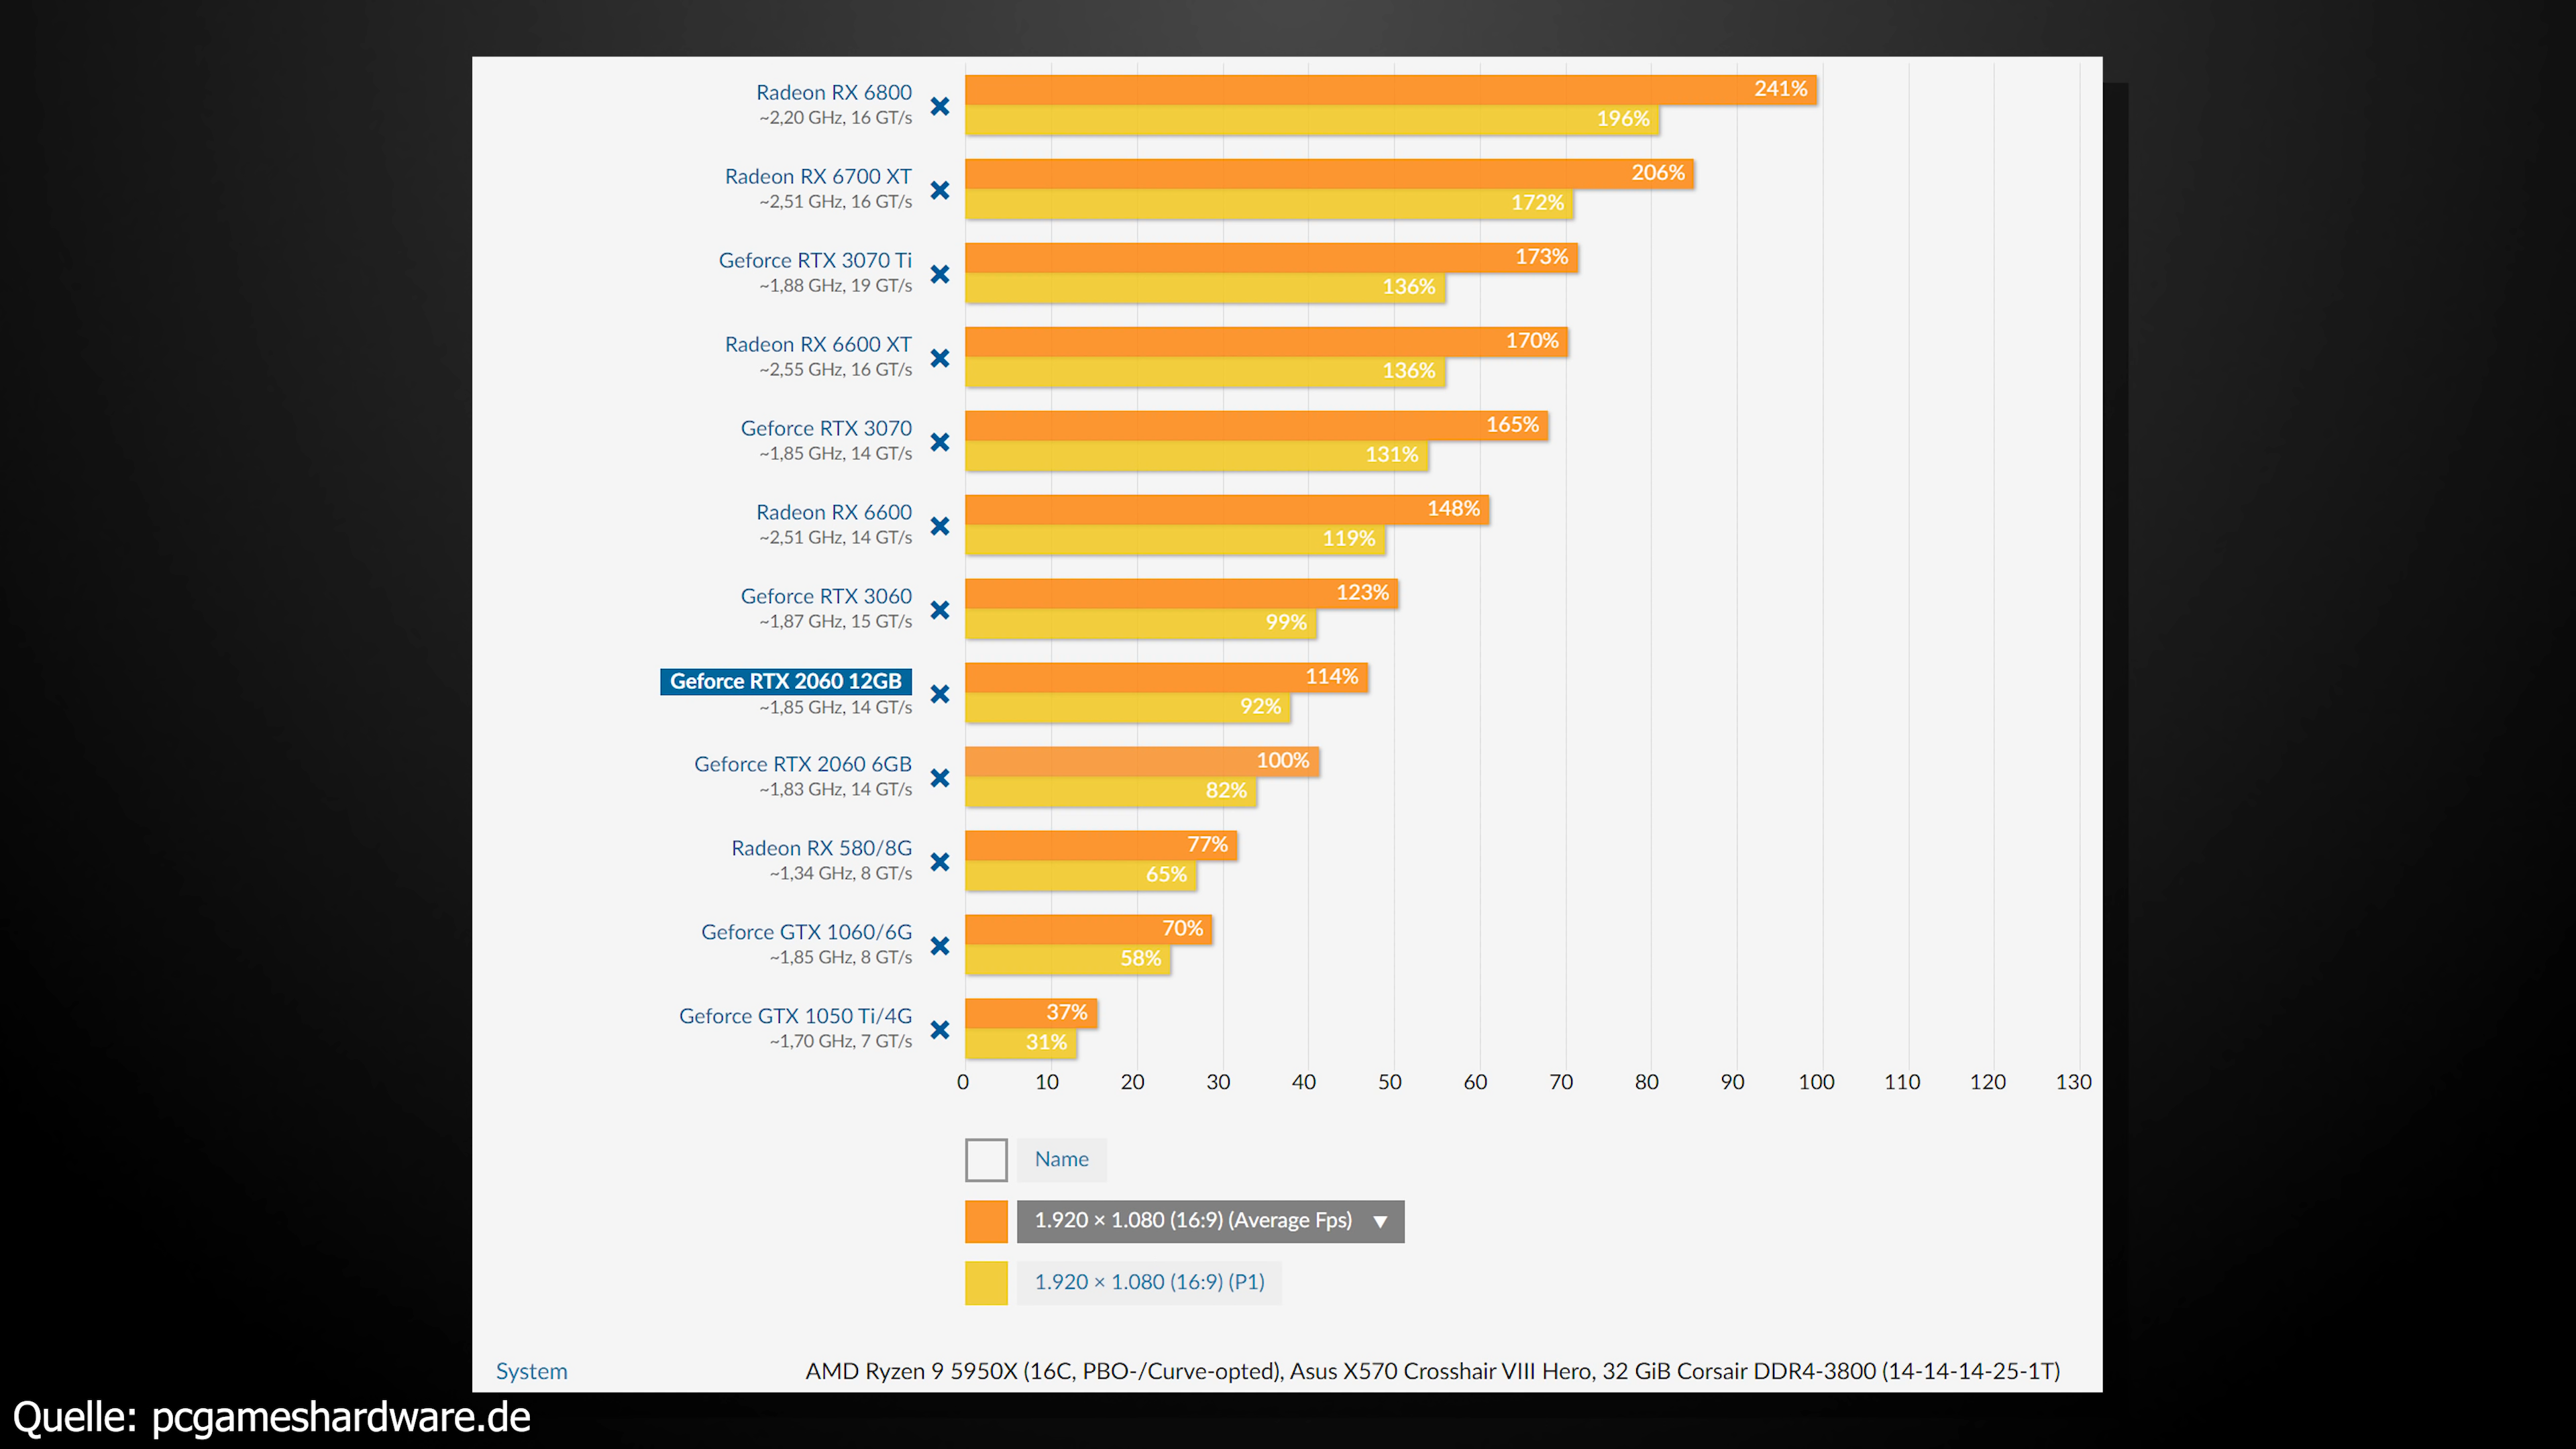 Radeon RX 6800
~2,20 GHz, 16 GT/s
241%
196%
Radeon RX 6700 XT
~2,51 GHz, 16 GT/s
206%
172%
Geforce RTX 3070 Ti
~1,88 GHz, 19 GT/s
173%
136%
Radeon RX 6600 XT
~2,55 GHz, 16 GT/s
170%
136%
Geforce RTX 3070
~1,85 GHz, 14 GT/s
165%
131%
Radeon RX 6600
~2,51 GHz, 14 GT/s
148%
119%
Geforce RTX 3060
~1,87 GHz, 15 GT/s
123%
99%
Geforce RTX 2060 12GB
~1,85 GHz, 14 GT/s
114%
92%
Geforce RTX 2060 6GB
~1,83 GHz, 14 GT/s
100%
82%
Radeon RX 580/8G
~1,34 GHz, 8 GT/s
77%
65%
Geforce GTX 1060/6G
~1,85 GHz, 8 GT/s
70%
58%
Geforce GTX 1050 Ti/4G
~1,70 GHz, 7 GT/s
37%
31%
0 10 20 30 40 50 60 70 80 90 100 110 120 130
Name
1.920 × 1.080 (16:9) (Average Fps) ▼
1.920 × 1.080 (16:9) (P1)
System AMD Ryzen 9 5950X (16C, PBO-/Curve-opted), Asus X570 Crosshair VIII Hero, 32 GiB Corsair DDR4-3800 (14-14-14-25-1T)
Quelle: pcgameshardware.de